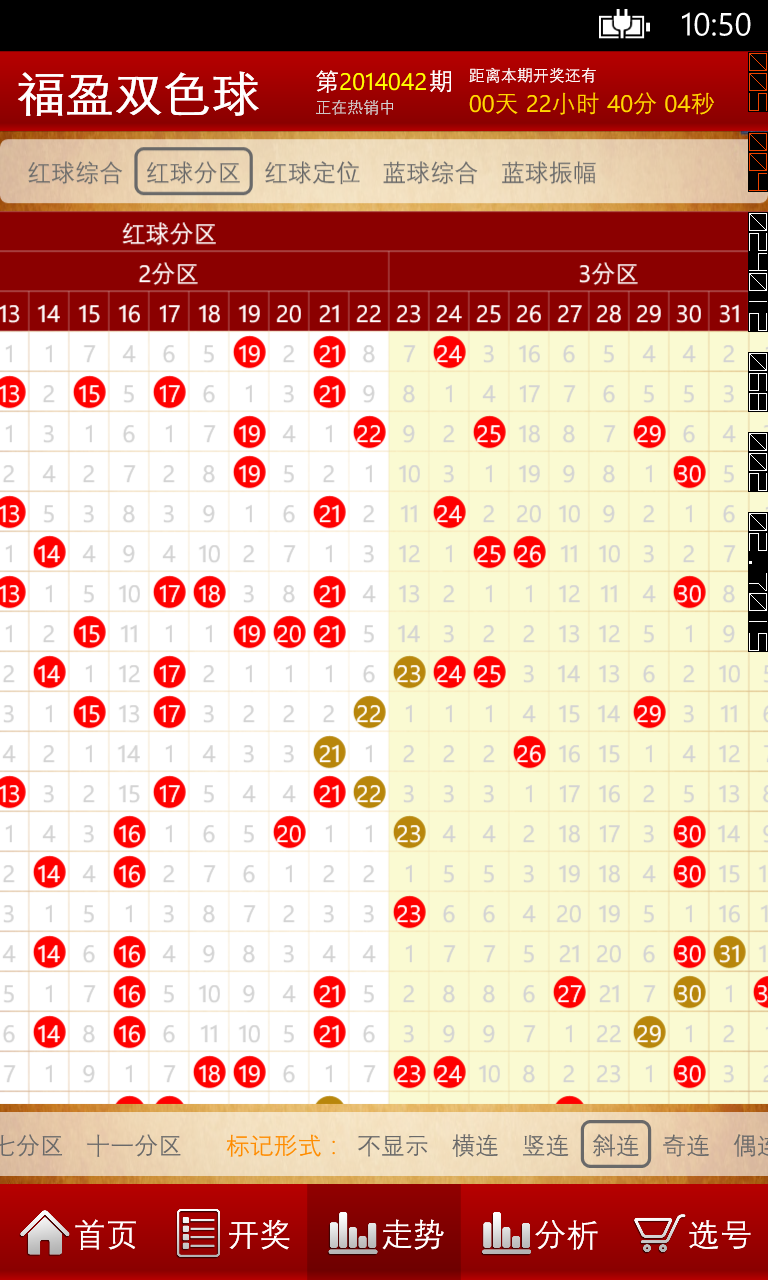 10:50
福盈双色球
第2014042期
正在热销中
距离本期开奖还有
00天 22小时 40分 04秒
红球综合 红球分区 红球定位 蓝球综合 蓝球振幅
红球分区
2分区 3分区
13 14 15 16 17 18 19 20 21 22 23 24 25 26 27 28 29 30 31
1 1 7 4 6 5 19 2 21 8 7 24 3 16 6 5 4 4 2
13 2 15 5 17 6 1 3 21 9 8 1 4 17 7 6 5 5 3
1 3 1 6 1 7 19 4 1 22 9 2 25 18 8 7 29 6 4
2 4 2 7 2 8 19 5 2 1 10 3 1 19 9 8 1 30 5
13 5 3 8 3 9 1 6 21 2 11 24 2 20 10 9 2 1 6
1 14 4 9 4 10 2 7 1 3 12 1 25 26 11 10 3 2 7
13 1 5 10 17 18 3 8 21 4 13 2 1 1 12 11 4 30 8
1 2 15 11 1 1 19 20 21 5 14 3 2 2 13 12 5 1 9
2 14 1 12 17 2 1 1 1 6 23 24 25 3 14 13 6 2 10
3 1 15 13 17 3 2 2 2 22 1 1 1 4 15 14 29 3 11
4 2 1 14 1 4 3 3 21 1 2 2 2 26 16 15 1 4 12
13 3 2 15 17 5 4 4 21 22 3 3 3 1 17 16 2 5 13
1 4 3 16 1 6 5 20 1 1 23 4 4 2 18 17 3 30 14
2 14 4 16 2 7 6 1 2 2 1 5 5 3 19 18 4 30 15
3 1 5 1 3 8 7 2 3 3 23 6 6 4 20 19 5 1 16
4 14 6 16 4 9 8 3 4 4 1 7 7 5 21 20 6 30 31
5 1 7 16 5 10 9 4 21 5 2 8 8 6 27 21 7 30 1
6 14 8 16 6 11 10 5 21 6 3 9 9 7 1 22 29 1 2
7 1 9 1 7 18 19 6 1 7 23 24 10 8 2 23 1 30 3
七分区 十一分区 标记形式： 不显示 横连 竖连 斜连 奇连 偶连
首页 开奖 走势 分析 选号